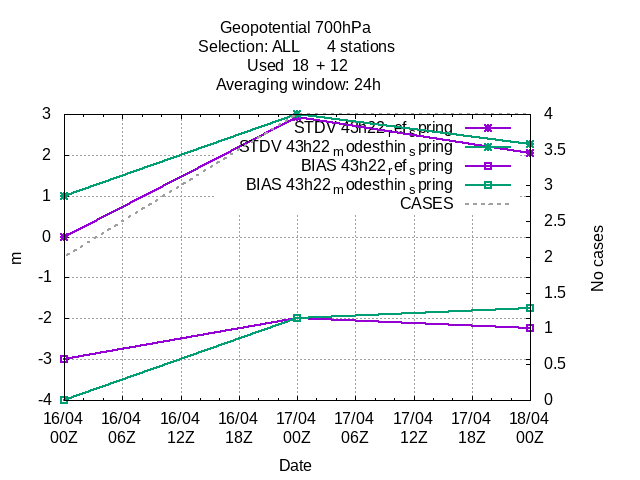 Geopotential 700hPa
Selection: ALL 4 stations
Used 18 + 12
Averaging window: 24h
STDV 43h22_ref_spring
STDV 43h22_modesthin_spring
BIAS 43h22_ref_spring
BIAS 43h22_modesthin_spring
CASES
3
2
1
0
-1
-2
-3
-4
m
4
3.5
3
2.5
2
1.5
1
0.5
0
No cases
16/04 16/04 16/04 16/04 17/04 17/04 17/04 17/04 18/04
00Z 06Z 12Z 18Z 00Z 06Z 12Z 18Z 00Z
Date